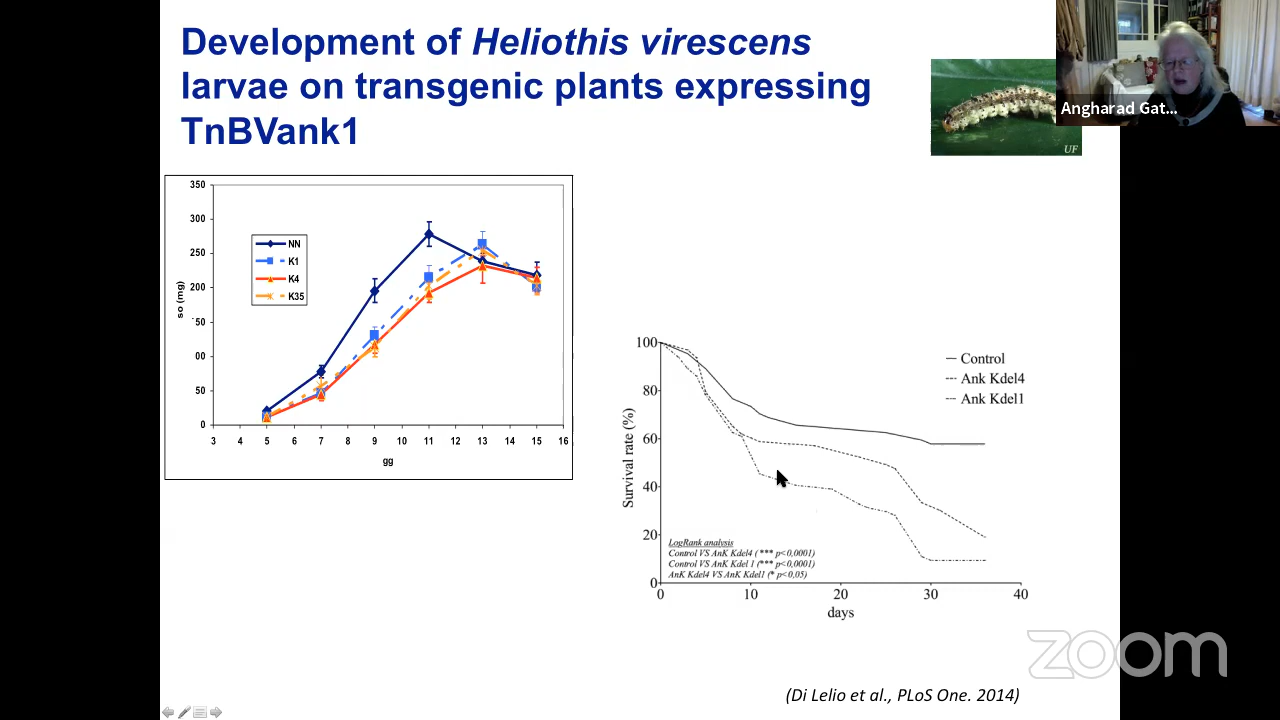 Development of Heliothis virescens
larvae on transgenic plants expressing
TnBVank1
UF
Angharad Gat...
350
300
250
200
50
00
50
0
so (mg)
NN
K1
K4
K35
3 4 5 6 7 8 9 10 11 12 13 14 15 16
gg
100
80
60
40
20
0
Survival rate (%)
Control
Ank Kdel4
Ank Kdel1
LogRank analysis
Control VS AnK Kdel4 (*** p<0,0001)
Control VS AnK Kdel 1 (*** p<0,0001)
AnK Kdel4 VS AnK Kdel1 (* p<0,05)
0 10 20 30 40
days
zoom
(Di Lelio et al., PLoS One. 2014)